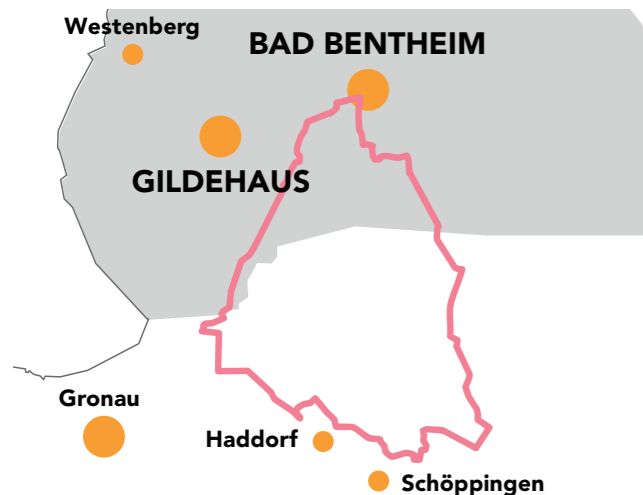 Westenberg
BAD BENTHEIM
GILDEHAUS
Gronau
Haddorf
Schöppingen